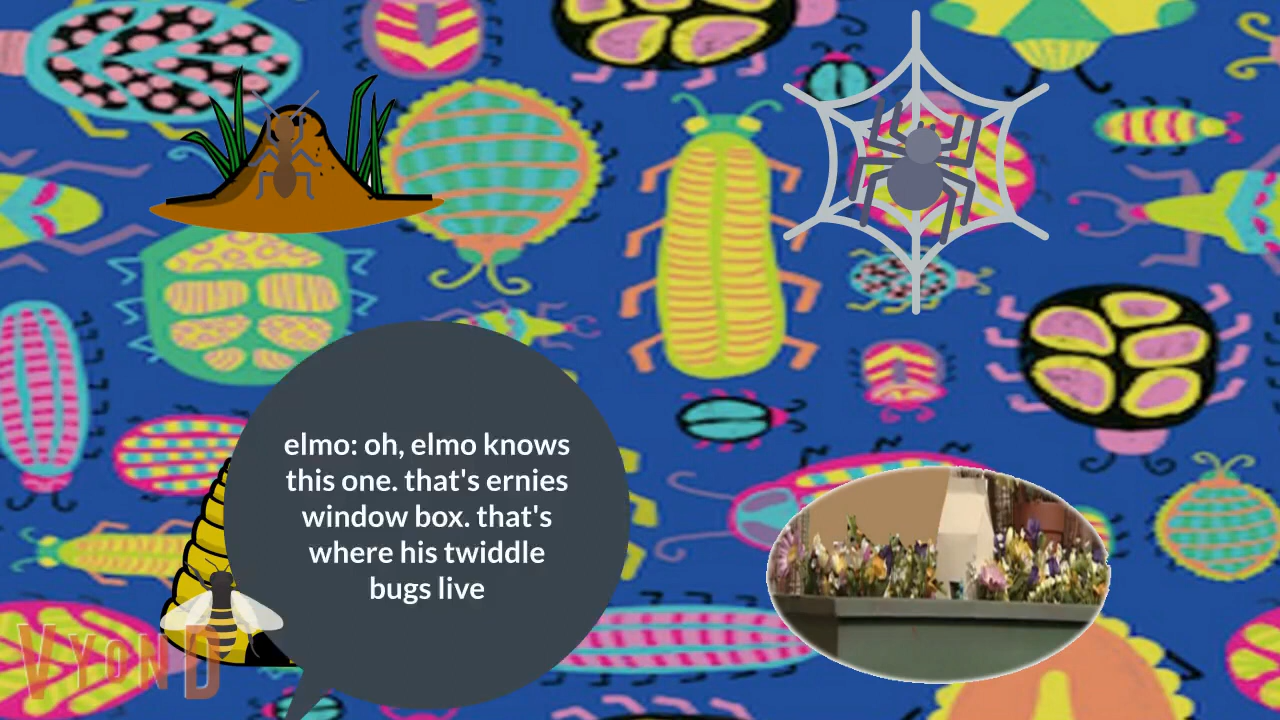 elmo: oh, elmo knows
this one. that's ernies
window box. that's
where his twiddle
bugs live
VYOND